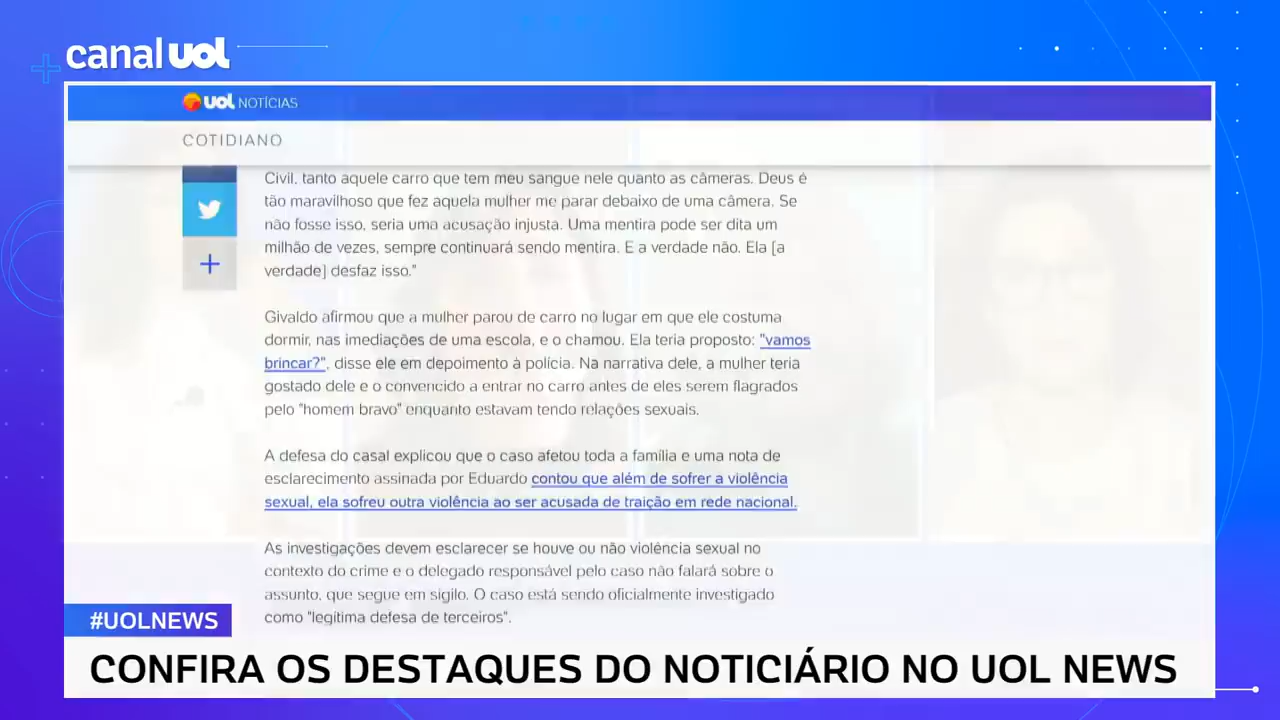 canal uol
uol NOTÍCIAS
COTIDIANO
Civil, tanto aquele carro que tem meu sangue nele quanto as câmeras. Deus é
tão maravilhoso que fez aquela mulher me parar debaixo de uma câmera. Se
não fosse isso, seria uma acusação injusta. Uma mentira pode ser dita um
milhão de vezes, sempre continuará sendo mentira. E a verdade não. Ela [a
verdade] desfaz isso."
Givaldo afirmou que a mulher parou de carro no lugar em que ele costuma
dormir, nas imediações de uma escola, e o chamou. Ela teria proposto: "vamos
brincar?", disse ele em depoimento à polícia. Na narrativa dele, a mulher teria
gostado dele e o convencido a entrar no carro antes de eles serem flagrados
pelo "homem bravo" enquanto estavam tendo relações sexuais.
A defesa do casal explicou que o caso afetou toda a família e uma nota de
esclarecimento assinada por Eduardo contou que além de sofrer a violência
sexual, ela sofreu outra violência ao ser acusada de traição em rede nacional.
As investigações devem esclarecer se houve ou não violência sexual no
contexto do crime e o delegado responsável pelo caso não falará sobre o
assunto, que segue em sigilo. O caso está sendo oficialmente investigado
como "legítima defesa de terceiros".
#UOLNEWS
CONFIRA OS DESTAQUES DO NOTICIÁRIO NO UOL NEWS